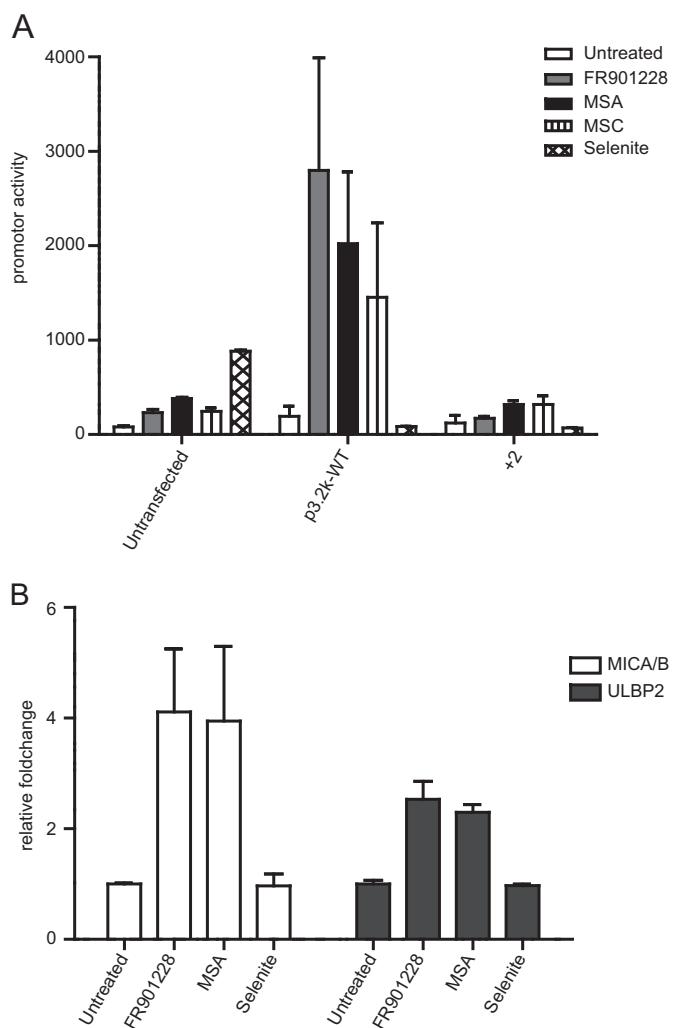 A
4000
3000
2000
1000
0
promotor activity
Untreated
FR901228
MSA
MSC
Selenite
Untransfected
p3.2k-WT
+2
B
6
4
2
0
relative foldchange
MICA/B
ULBP2
Untreated
FR901228
MSA
Selenite
Untreated
FR901228
MSA
Selenite